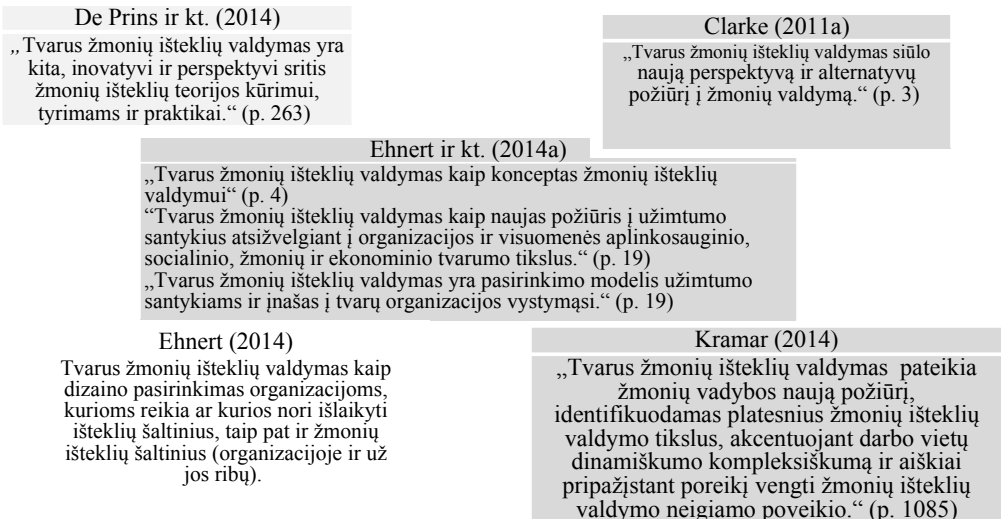 De Prins ir kt. (2014)
„Tvarus žmonių išteklių valdymas yra
kita, inovatyvi ir perspektyvi sritis
žmonių išteklių teorijos kūrimui,
tyrimams ir praktikai.“ (p. 263)
Clarke (2011a)
„Tvarus žmonių išteklių valdymas siūlo
naują perspektyvą ir alternatyvų
požiūrį į žmonių valdymą.“ (p. 3)
Ehnert ir kt. (2014a)
„Tvarus žmonių išteklių valdymas kaip konceptas žmonių išteklių
valdymui“ (p. 4)
“Tvarus žmonių išteklių valdymas kaip naujas požiūris į užimtumo
santykius atsižvelgiant į organizacijos ir visuomenės aplinkosauginio,
socialinio, žmonių ir ekonominio tvarumo tikslus.“ (p. 19)
„Tvarus žmonių išteklių valdymas yra pasirinkimo modelis užimtumo
santykiams ir įnašas į tvarų organizacijos vystymąsi.“ (p. 19)
Ehnert (2014)
Tvarus žmonių išteklių valdymas kaip
dizaino pasirinkimas organizacijoms,
kurioms reikia ar kurios nori išlaikyti
išteklių šaltinius, taip pat ir žmonių
išteklių šaltinius (organizacijoje ir už
jos ribų).
Kramar (2014)
„Tvarus žmonių išteklių valdymas pateikia
žmonių vadybos naują požiūrį,
identifikuodamas platesnius žmonių išteklių
valdymo tikslus, akcentuojant darbo vietų
dinamiškumo kompleksiškumą ir aiškiai
pripažįstant poreikį vengti žmonių išteklių
valdymo neigiamo poveikio.“ (p. 1085)